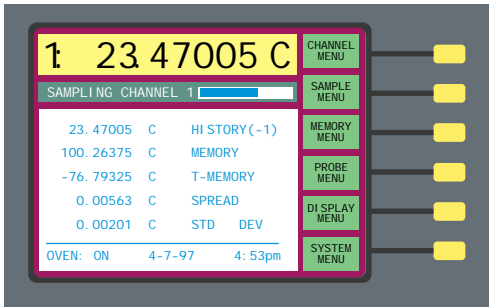 1: 23.47005 C
SAMPLING CHANNEL 1
23.47005 C HISTORY(-1)
100.26375 C MEMORY
-76.79325 C T-MEMORY
0.00563 C SPREAD
0.00201 C STD DEV
OVEN: ON 4-7-97 4:53pm
CHANNEL
MENU
SAMPLE
MENU
MEMORY
MENU
PROBE
MENU
DISPLAY
MENU
SYSTEM
MENU